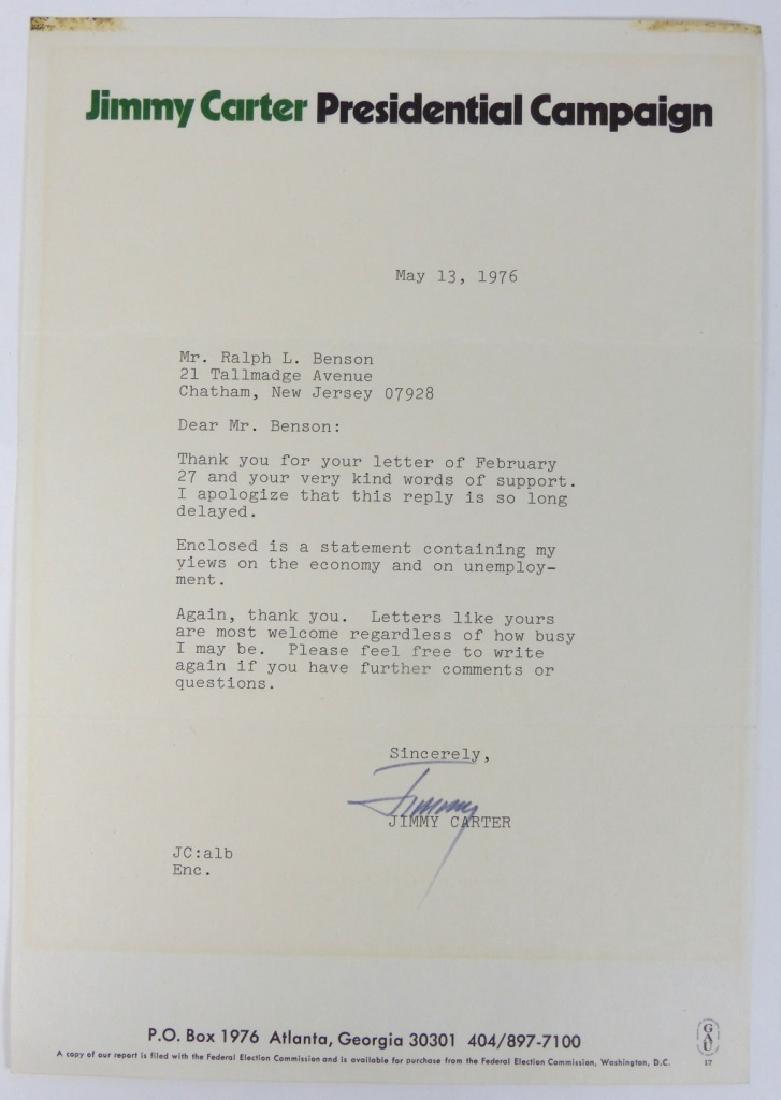 Jimmy Carter Presidential Campaign
May 13, 1976
Mr. Ralph L. Benson
21 Tallmadge Avenue
Chatham, New Jersey 07928
Dear Mr. Benson:
Thank you for your letter of February
27 and your very kind words of support.
I apologize that this reply is so long
delayed.
Enclosed is a statement containing my
views on the economy and on unemploy-
ment.
Again, thank you. Letters like yours
are most welcome regardless of how busy
I may be. Please feel free to write
again if you have further comments or
questions.
Sincerely,
Jimmy
JIMMY CARTER
JC:alb
Enc.
P.O. Box 1976 Atlanta, Georgia 30301 404/897-7100
A copy of our report is filed with the Federal Election Commission and is available for purchase from the Federal Election Commission, Washington, D.C.
GAU
17